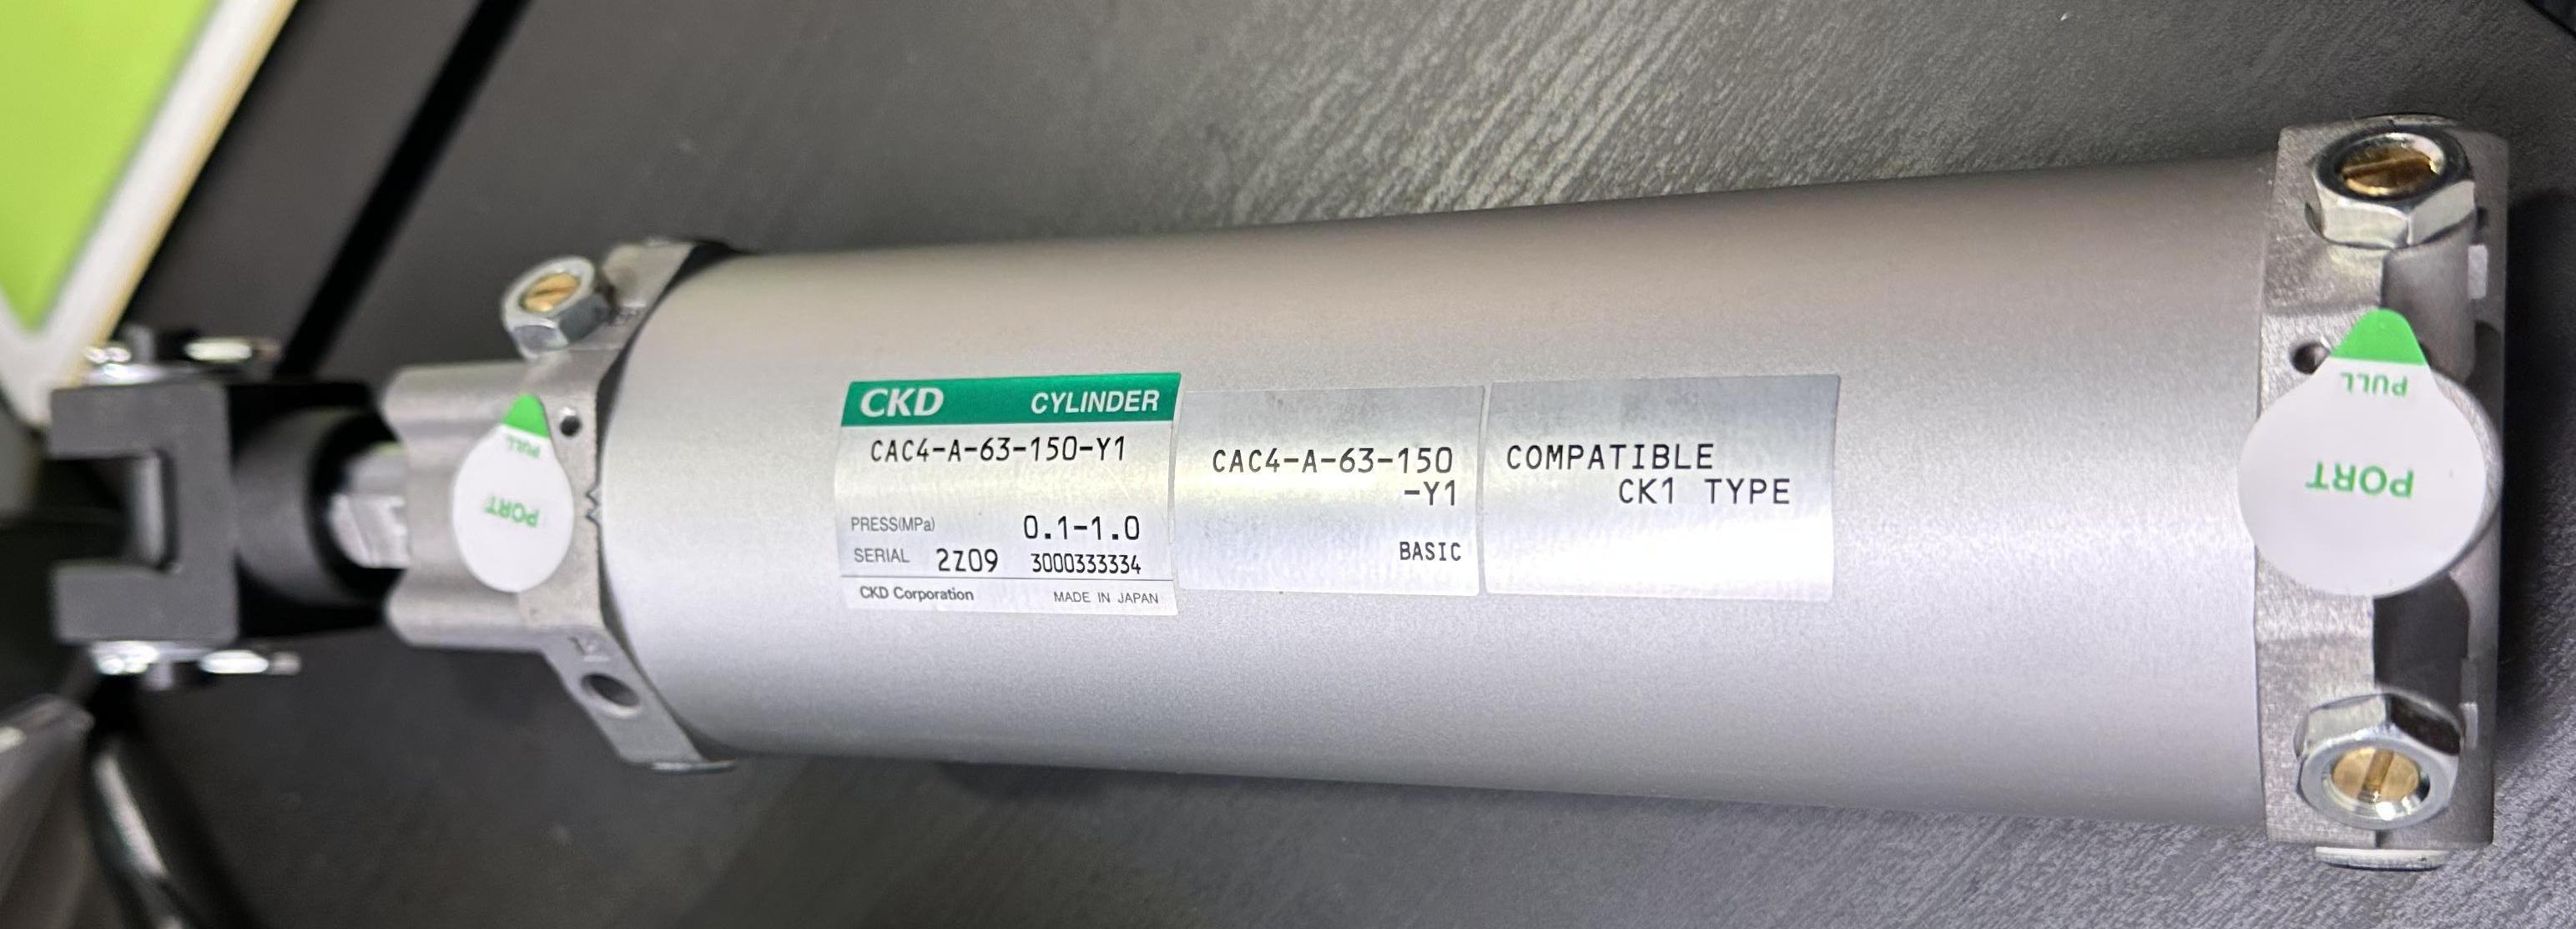 PULL
PORT
CKD CYLINDER
CAC4-A-63-150-Y1
PRESS(MPa) 0.1-1.0
SERIAL 2Z09 3000333334
CKD Corporation MADE IN JAPAN
CAC4-A-63-150
-Y1
BASIC
COMPATIBLE
CK1 TYPE
PULL
PORT